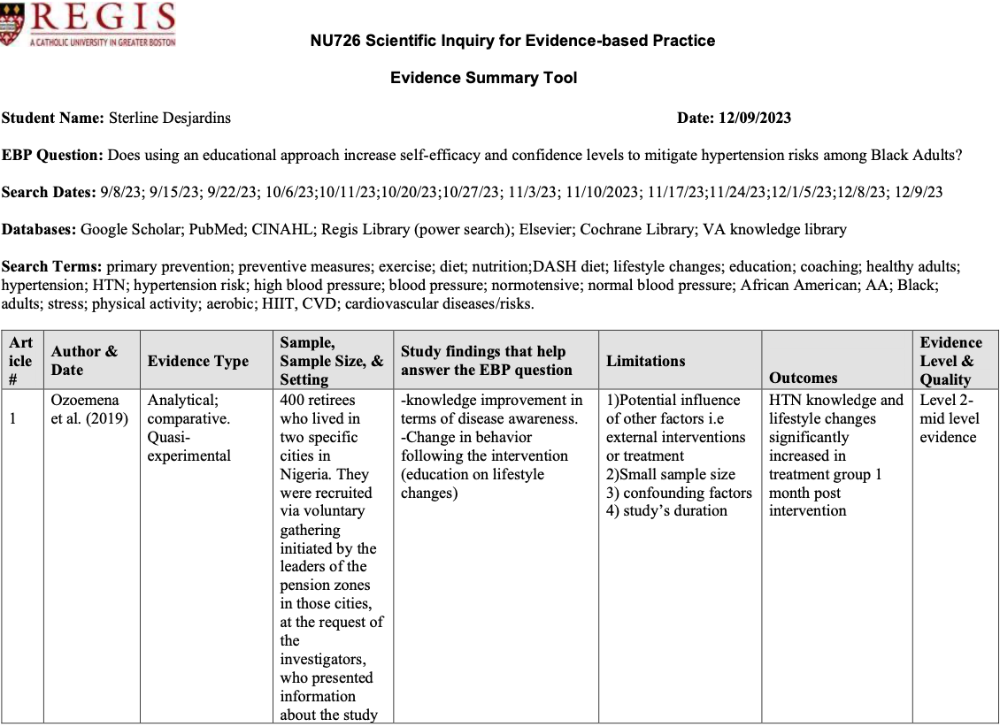 REGIS
A CATHOLIC UNIVERSITY IN GREATER BOSTON
NU726 Scientific Inquiry for Evidence-based Practice
Evidence Summary Tool
Student Name: Sterline Desjardins
Date: 12/09/2023
EBP Question: Does using an educational approach increase self-efficacy and confidence levels to mitigate hypertension risks among Black Adults?
Search Dates: 9/8/23; 9/15/23; 9/22/23; 10/6/23;10/11/23;10/20/23;10/27/23; 11/3/23; 11/10/2023; 11/17/23;11/24/23;12/1/5/23;12/8/23; 12/9/23
Databases: Google Scholar; PubMed; CINAHL; Regis Library (power search); Elsevier; Cochrane Library; VA knowledge library
Search Terms: primary prevention; preventive measures; exercise; diet; nutrition;DASH diet; lifestyle changes; education; coaching; healthy adults;
hypertension; HTN; hypertension risk; high blood pressure; blood pressure; normotensive; normal blood pressure; African American; AA; Black;
adults; stress; physical activity; aerobic; HIIT, CVD; cardiovascular diseases/risks.
Art
icle
#
Author &
Date
Evidence Type
Sample,
Sample Size, &
Setting
Study findings that help
answer the EBP question
Limitations
Outcomes
Evidence
Level &
Quality
1
Ozoemena
et al. (2019)
Analytical;
comparative.
Quasi-
experimental
400 retirees
who lived in
two specific
cities in
Nigeria. They
were recruited
via voluntary
gathering
initiated by the
leaders of the
pension zones
in those cities,
at the request of
the
investigators,
who presented
information
about the study
-knowledge improvement in
terms of disease awareness.
-Change in behavior
following the intervention
(education on lifestyle
changes)
1)Potential influence
of other factors i.e
external interventions
or treatment
2)Small sample size
3) confounding factors
4) study's duration
HTN knowledge and
lifestyle changes
significantly
increased in
treatment group 1
month post
intervention
Level 2-
mid level
evidence